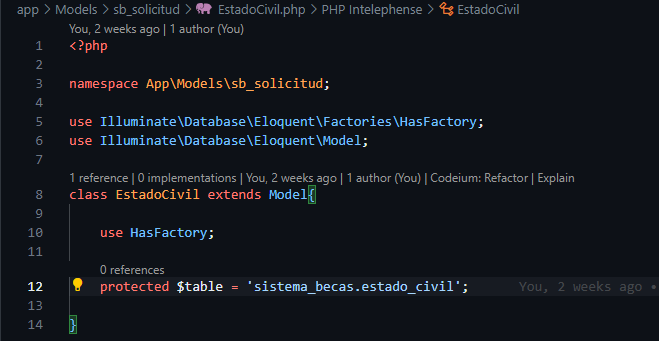 app > Models > sb_solicitud > EstadoCivil.php > PHP Intelephense > EstadoCivil
You, 2 weeks ago | 1 author (You)
1 <?php
2
3 namespace App\Models\sb_solicitud;
4
5 use Illuminate\Database\Eloquent\Factories\HasFactory;
6 use Illuminate\Database\Eloquent\Model;
7
1 reference | 0 implementations | You, 2 weeks ago | 1 author (You) | Codeium: Refactor | Explain
8 class EstadoCivil extends Model{
9
10 use HasFactory;
11
0 references
12 protected $table = 'sistema_becas.estado_civil'; You, 2 weeks ago •
13
14 }